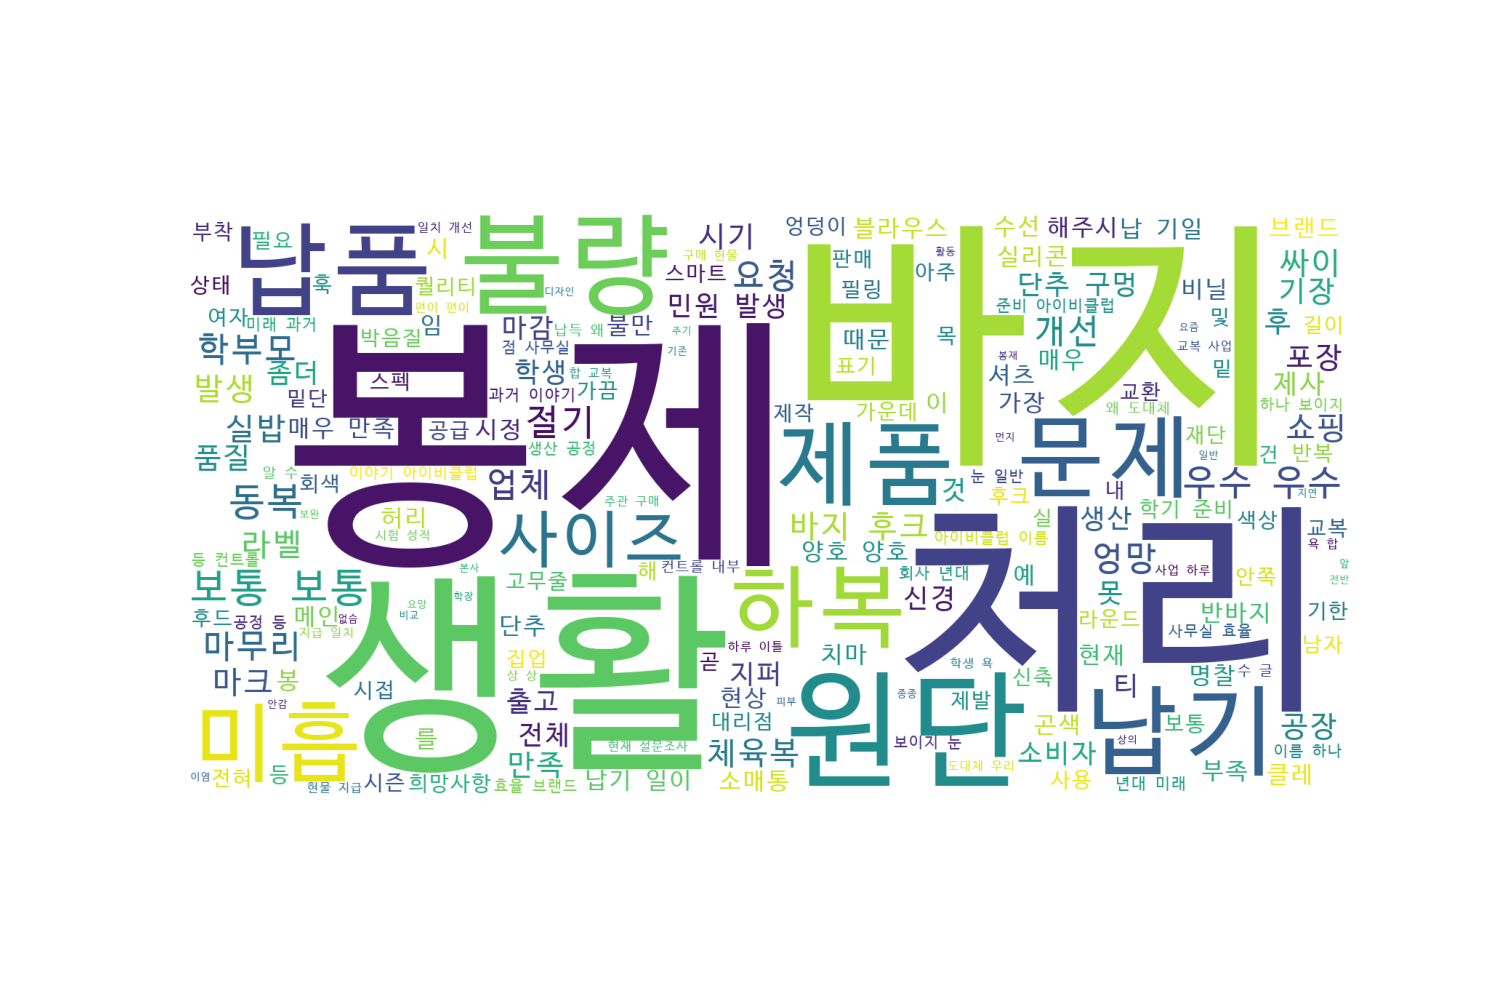 부착
필요
납품
일치 개선
시
불량
시기
구매 현물
엉덩이
블라우스
수선
해주시
납 기일
브랜드
상태
훅
퀄리티
편이 편이
디자인
스마트
요청
판매
아주
활동
실리콘
단추 구멍
싸이
기장
여자
미래 과거
임
마감
납득 왜
불만
민원 발생
주기
필링
바지
준비 아이비클럽
비닐
및
후
길이
학부모
박음질
점 사무실
기존
때문
목
개선
요즘
좀더
스펙
학생
합 교복
표기
봉재
매우
교복 사업
밑
포장
발생
밑단
과거 이야기
가끔
셔츠
교환
제사
실밥
매우 만족
공급
시정
절기
봉제
제작
가운데
이
가장
왜 도대체
하나 보이지
쇼핑
품질
생산 공정
제품
먼지
문제
재단
일반
건
반복
알 수
회색
이야기 아이비클럽
업체
눈 일반
내
우수 우수
지연
동복
보완
허리
시험 성적
주관 구매
사이즈
것
후크
실
생산
학기 준비
색상
교복
라벨
바지 후크
아이비클럽 이름
욕 합
등 컨트롤
본사
컨트롤 내부
양호 양호
처리
엉망
앞
보통 보통
고무줄
해
회사 년대
예
사업 하루
안쪽
전반
후드
공정 등
메인
없슴
요망
비교
학장
생활
하복
신경
못
반바지
기한
지급 일치
단추
라운드
사무실 효율
마무리
집업
하루 이틀
치마
현재
남자
마크
봉
시접
상 상
곧
지퍼
학생 욕
신축
티
명찰
수 글
미흡
안감
출고
현상
피부
원단
종종
제발
납기
를
전체
대리점
곤색
보통
상의
공장
현재 설문조사
체육복
보이지 눈
소비자
이름 하나
이염
전혀
등
만족
도대체 우리
부족
클레
현물 지급
시즌
희망사항
효율 브랜드
납기 일이
소매통
사용
년대 미래